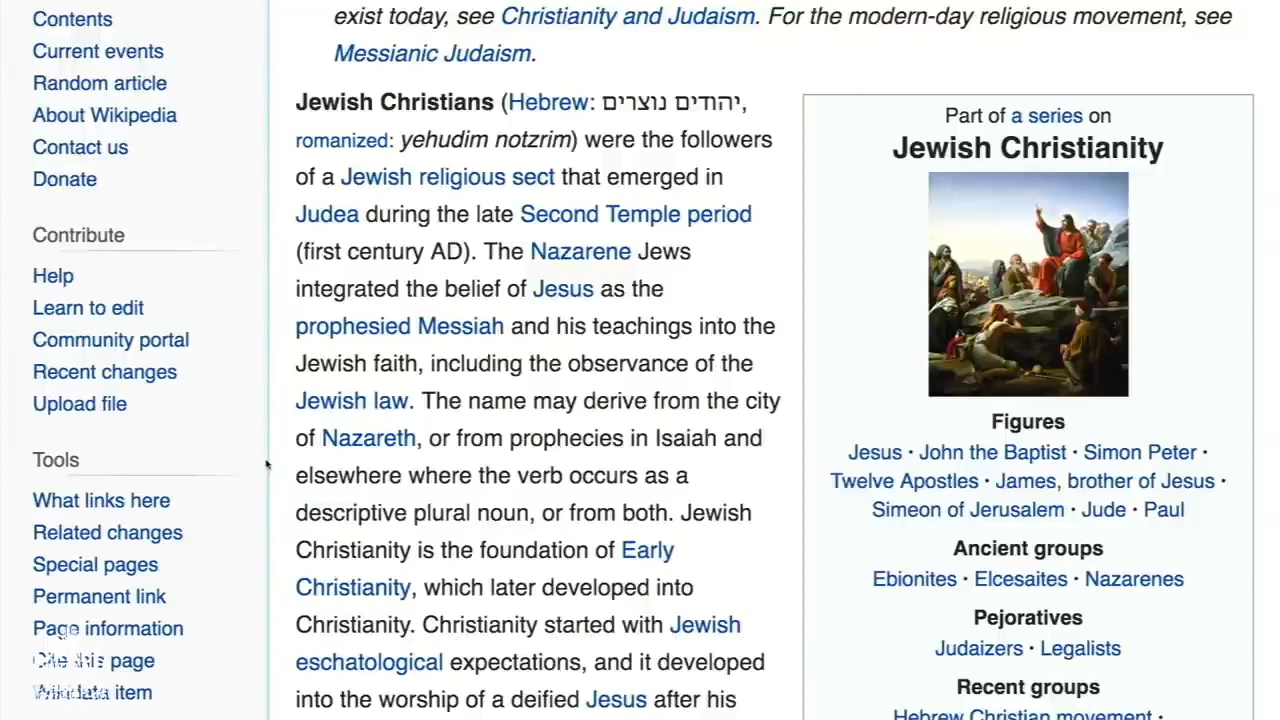 Contents
Current events
Random article
About Wikipedia
Contact us
Donate
Contribute
Help
Learn to edit
Community portal
Recent changes
Upload file
Tools
What links here
Related changes
Special pages
Permanent link
Page information
Cite this page
Wikidata item
exist today, see Christianity and Judaism. For the modern-day religious movement, see
Messianic Judaism.
Jewish Christians (Hebrew: יהודים נוצרים,
romanized: yehudim notzrim) were the followers
of a Jewish religious sect that emerged in
Judea during the late Second Temple period
(first century AD). The Nazarene Jews
integrated the belief of Jesus as the
prophesied Messiah and his teachings into the
Jewish faith, including the observance of the
Jewish law. The name may derive from the city
of Nazareth, or from prophecies in Isaiah and
elsewhere where the verb occurs as a
descriptive plural noun, or from both. Jewish
Christianity is the foundation of Early
Christianity, which later developed into
Christianity. Christianity started with Jewish
eschatological expectations, and it developed
into the worship of a deified Jesus after his
Part of a series on
Jewish Christianity
Figures
Jesus · John the Baptist · Simon Peter ·
Twelve Apostles · James, brother of Jesus ·
Simeon of Jerusalem · Jude · Paul
Ancient groups
Ebionites · Elcesaites · Nazarenes
Pejoratives
Judaizers · Legalists
Recent groups
Hebrew Christian movement ·